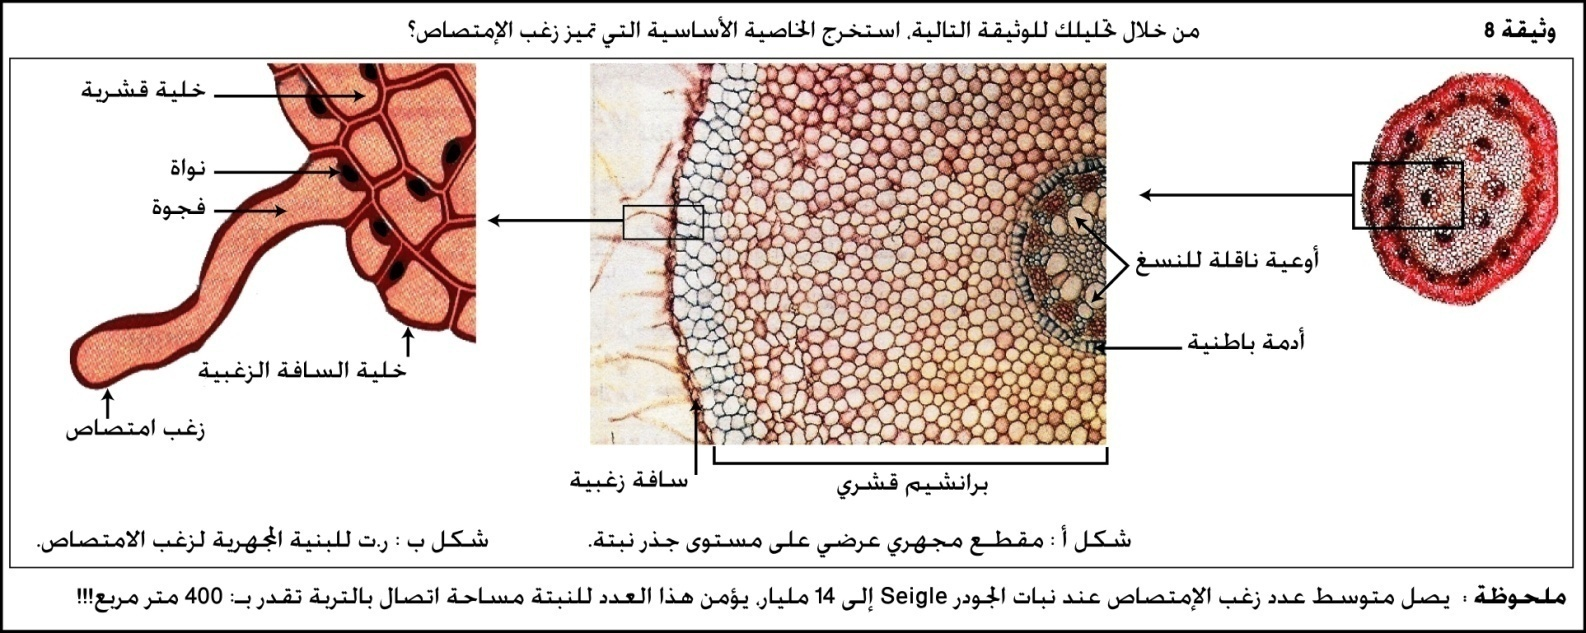 وثيقة 8 من خلال تحليلك للوثيقة التالية، استخرج الخاصية الأساسية التي تميز زغب الإمتصاص؟
خلية قشرية
نواة
فجوة
خلية السافة الزغبية
زغب امتصاص
أوعية ناقلة للنسغ
أدمة باطنية
سافة زغبية
برانشيم قشري
شكل أ : مقطع مجهري عرضي على مستوى جذر نبتة.
شكل ب : ر.ت للبنية المجهرية لزغب الامتصاص.
ملحوظة : يصل متوسط عدد زغب الإمتصاص عند نبات الجودر Seigle إلى 14 مليار، يؤمن هذا العدد للنبتة مساحة اتصال بالتربة تقدر بـ: 400 متر مربع!!!